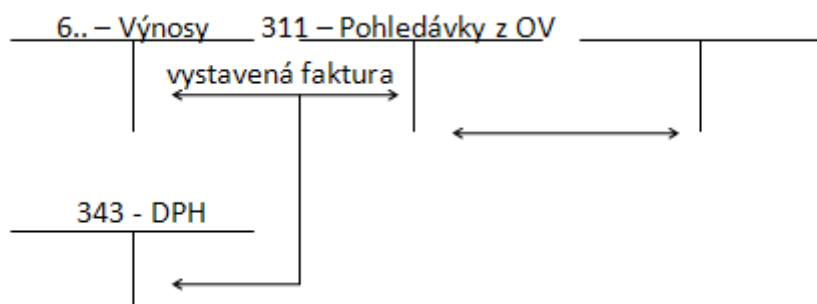 6.. – Výnosy
311 – Pohledávky z OV
vystavená faktura
343 - DPH